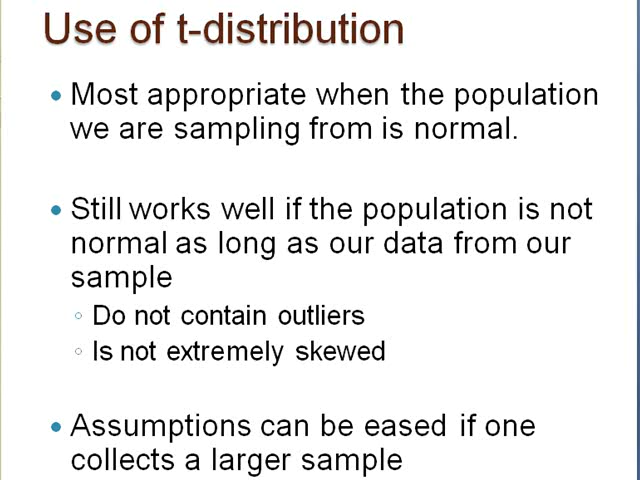 Use of t-distribution
• Most appropriate when the population
we are sampling from is normal.
• Still works well if the population is not
normal as long as our data from our
sample
◦ Do not contain outliers
◦ Is not extremely skewed
• Assumptions can be eased if one
collects a larger sample